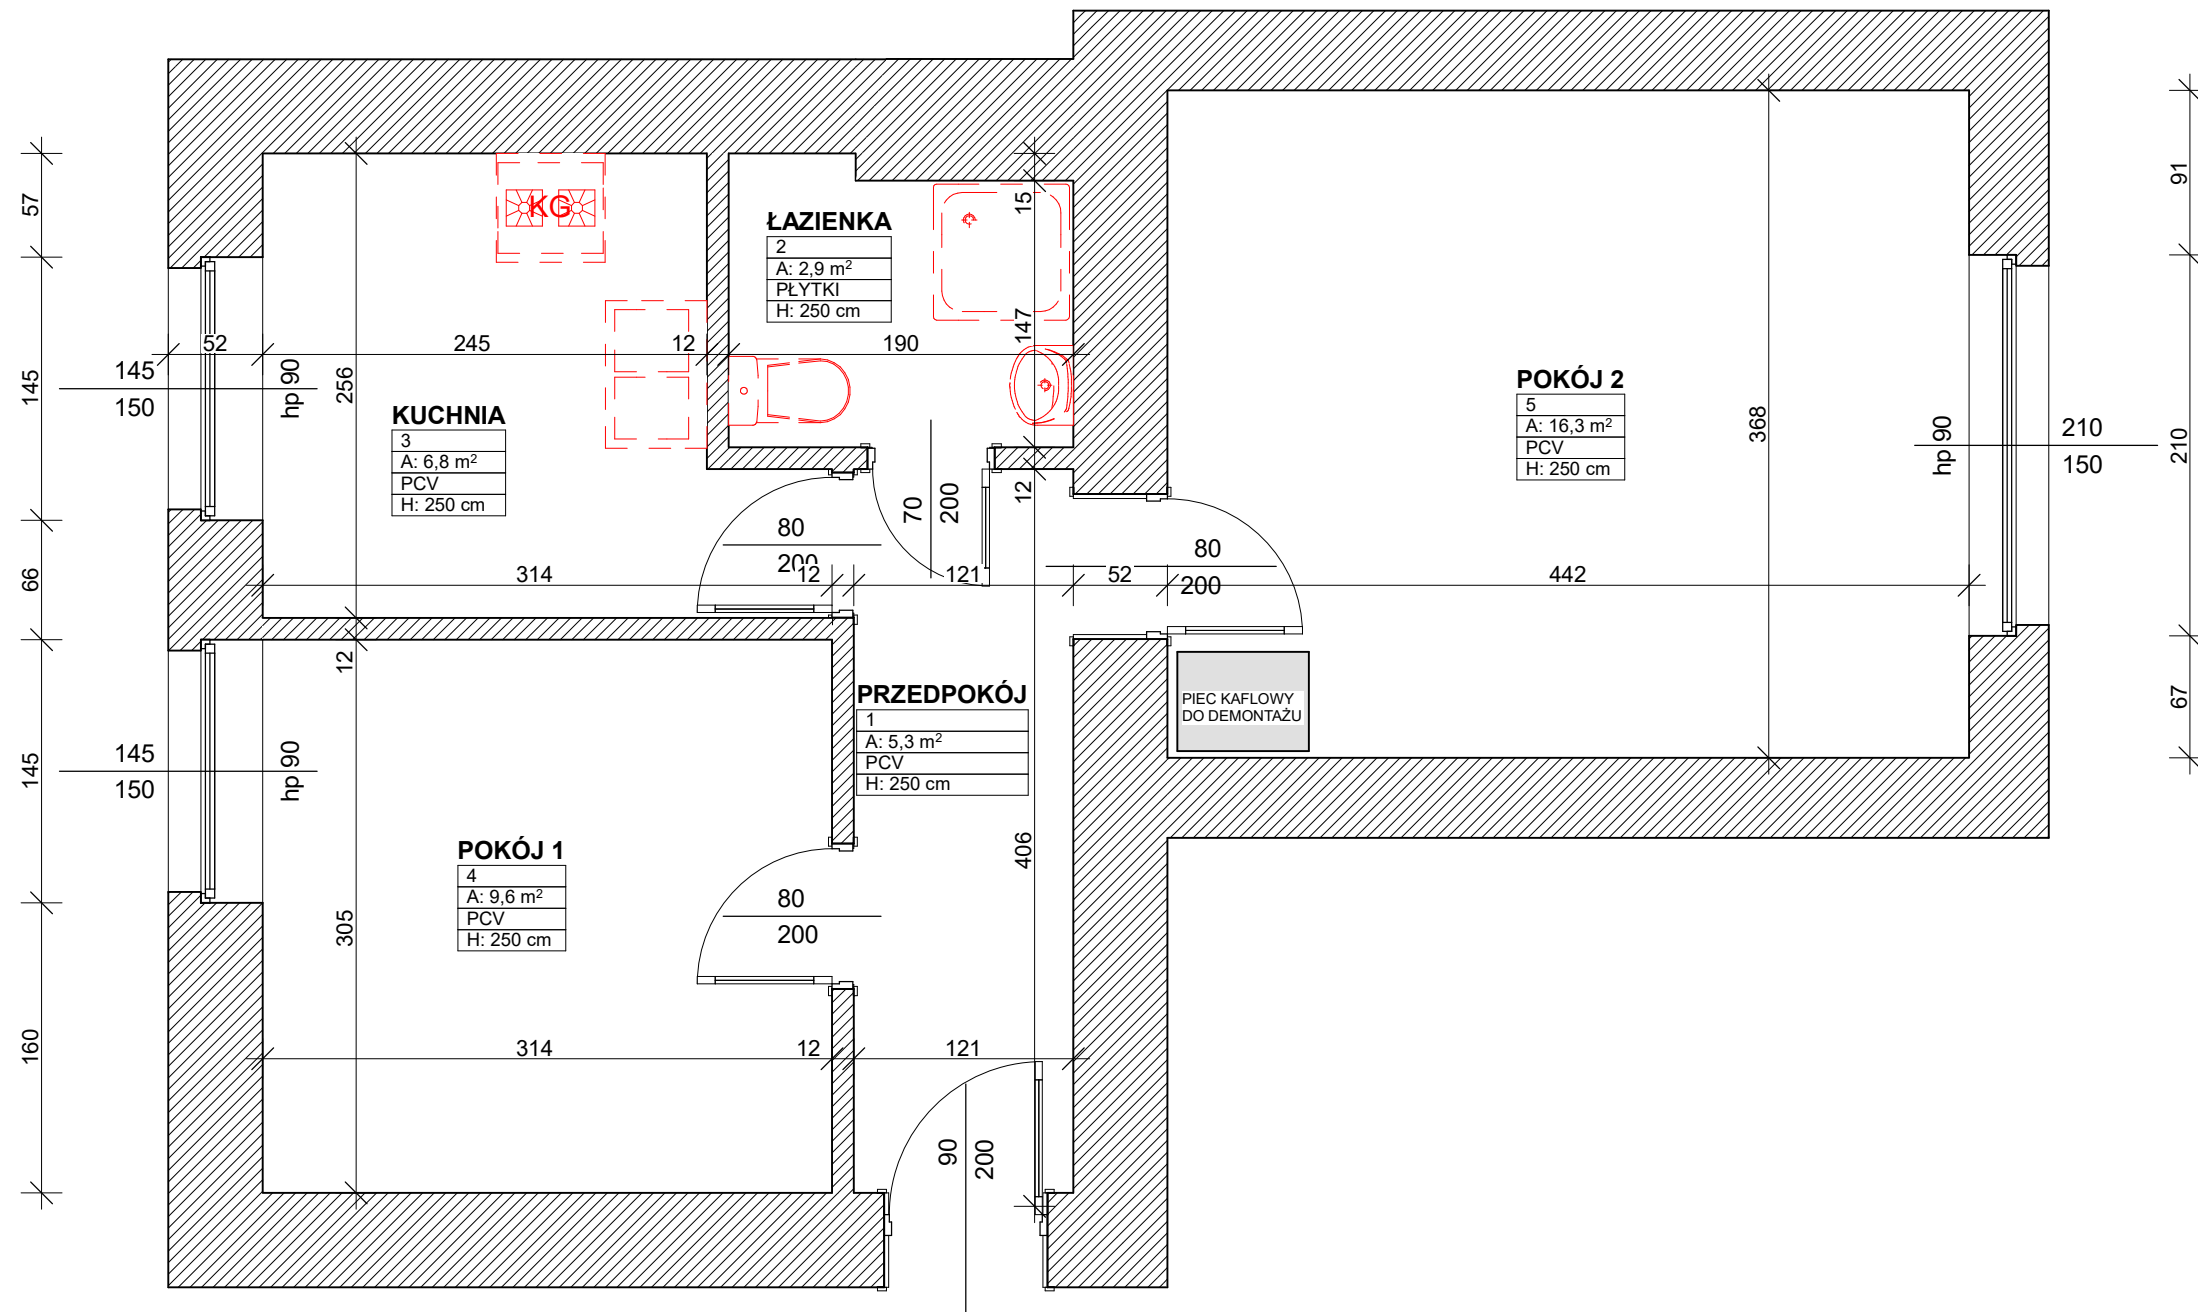 57
145
66
145
160
52
245
12
190
145
150
hp 90
256
KG
ŁAZIENKA
2
A: 2,9 m²
PŁYTKI
H: 250 cm
15
147
12
KUCHNIA
3
A: 6,8 m²
PCV
H: 250 cm
80
200
70
200
80
200
314
12
121
52
442
POKÓJ 2
5
A: 16,3 m²
PCV
H: 250 cm
368
hp 90
210
150
91
210
67
PIEC KAFLOWY
DO DEMONTAŻU
12
145
150
hp 90
PRZEDPOKÓJ
1
A: 5,3 m²
PCV
H: 250 cm
406
POKÓJ 1
4
A: 9,6 m²
PCV
H: 250 cm
305
80
200
314
12
121
90
200